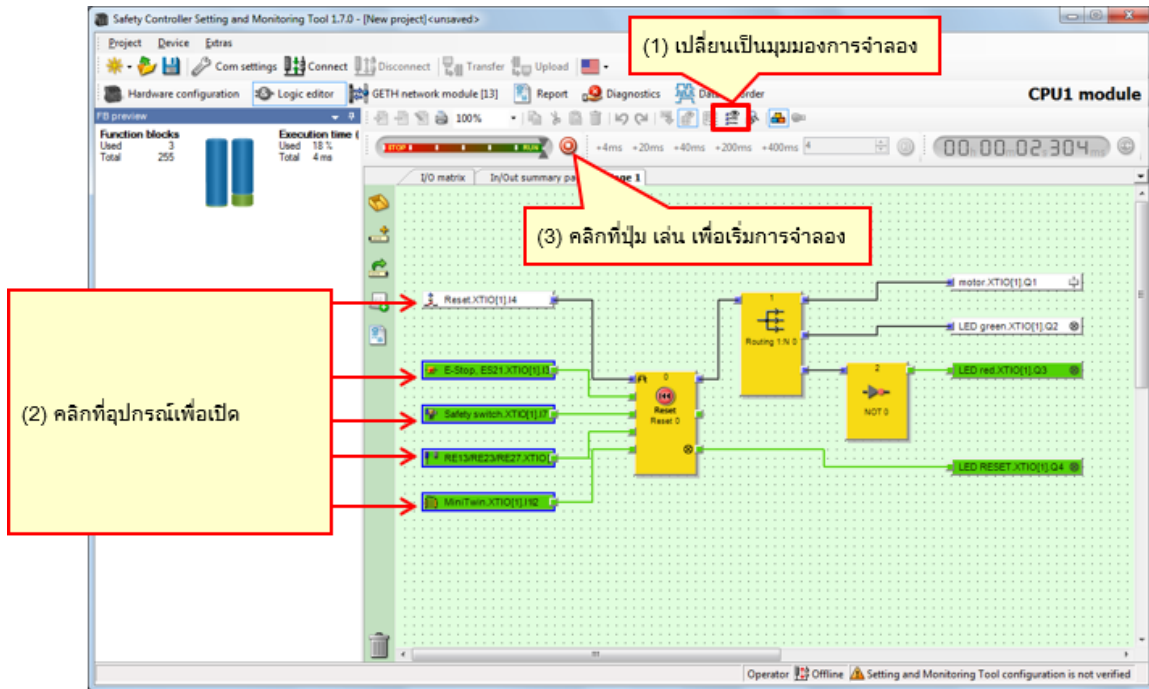 Safety Controller Setting and Monitoring Tool 1.7.0 - [New project]<unsaved>
Project Device Extras
(1) เปลี่ยนเป็นมุมมองการจำลอง
Com settings Connect Disconnect Transfer Upload
Hardware configuration Logic editor GETH network module [13] Report Diagnostics
CPU1 module
FB preview
100%
Function blocks
Used 3
Total 255
Execution time (
Used 18 %
Total 4 ms
STOP RUN +4ms +20ms +40ms +200ms +400ms 4 00h 00m 02s 304ms
I/O matrix In/Out summary
(3) คลิกที่ปุ่ม เล่น เพื่อเริ่มการจำลอง
Reset.XTIO[1].I4
1
Routing 1:N 0
motor.XTIO[1].Q1
LED green.XTIO[1].Q2
(2) คลิกที่อุปกรณ์เพื่อเปิด
E-Stop, ES21.XTIO[1].I3
0
Reset
Reset 0
2
NOT 0
LED red.XTIO[1].Q3
Safety switch.XTIO[1].I7
RE13/RE23/RE27.XTIO[
LED RESET.XTIO[1].Q4
MiniTwin.XTIO[1].I1I2
Operator Offline Setting and Monitoring Tool configuration is not verified